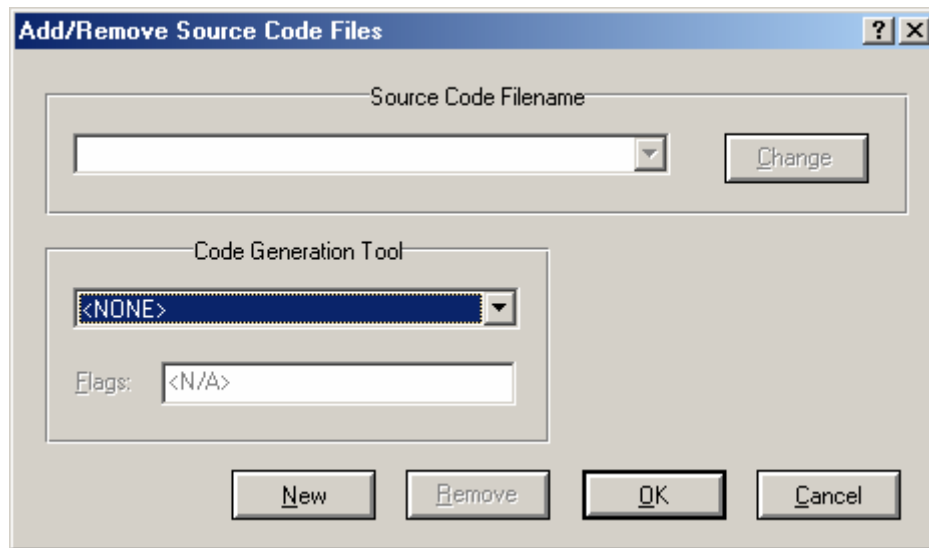 Add/Remove Source Code Files
Source Code Filename
Change
Code Generation Tool
<NONE>
Flags: <N/A>
New Remove OK Cancel